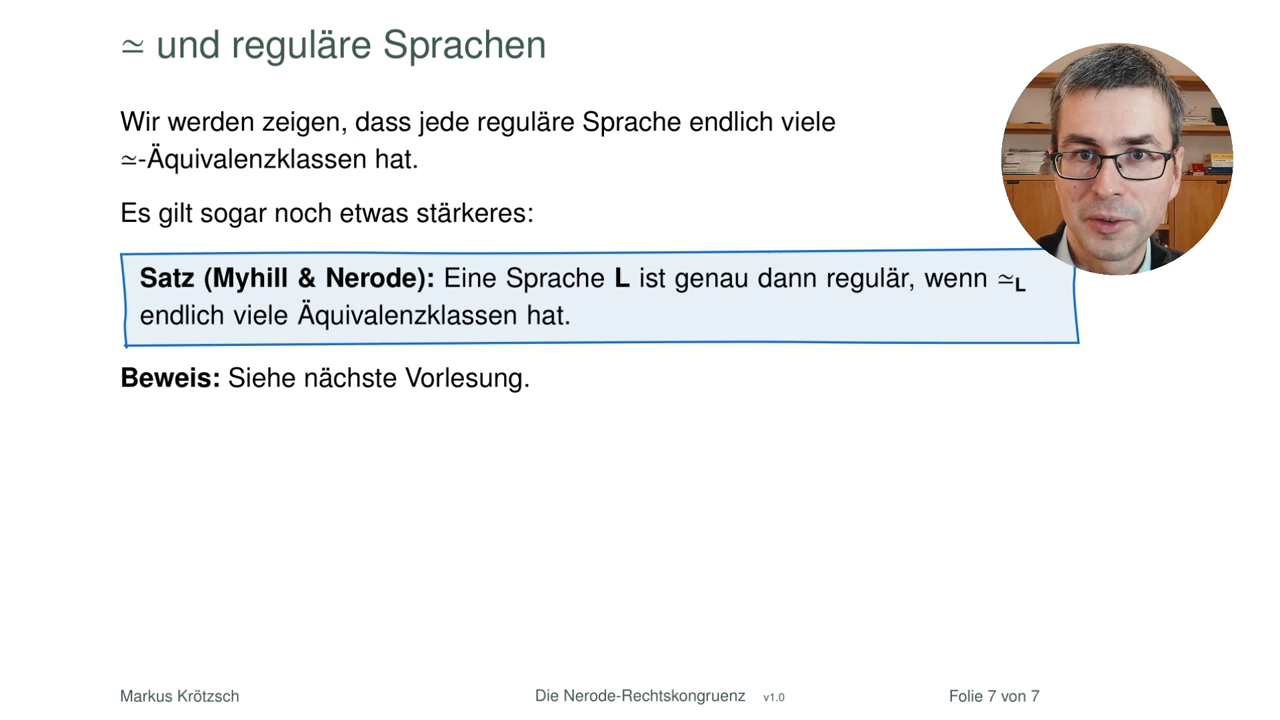 ≃ und reguläre Sprachen
Wir werden zeigen, dass jede reguläre Sprache endlich viele
≃-Äquivalenzklassen hat.
Es gilt sogar noch etwas stärkeres:
Satz (Myhill & Nerode): Eine Sprache L ist genau dann regulär, wenn ≃L
endlich viele Äquivalenzklassen hat.
Beweis: Siehe nächste Vorlesung.
Markus Krötzsch Die Nerode-Rechtskongruenz v1.0 Folie 7 von 7